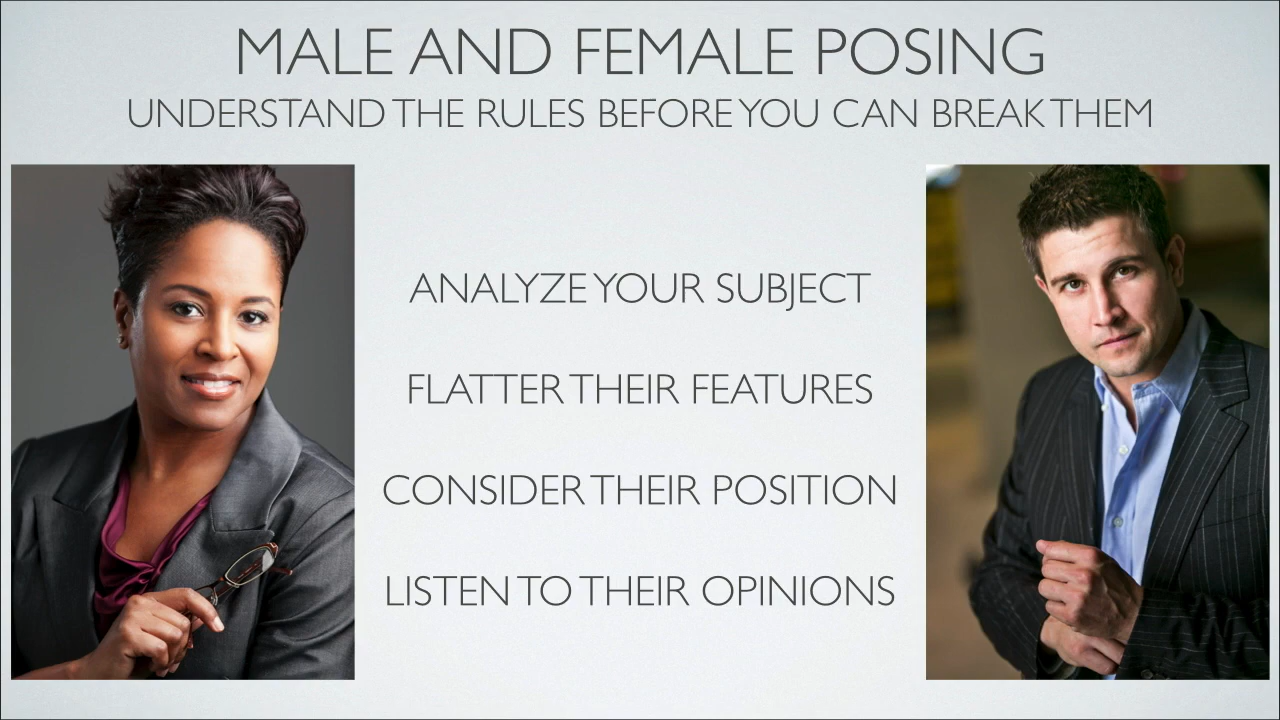 MALE AND FEMALE POSING
UNDERSTAND THE RULES BEFORE YOU CAN BREAK THEM
ANALYZE YOUR SUBJECT
FLATTER THEIR FEATURES
CONSIDER THEIR POSITION
LISTEN TO THEIR OPINIONS